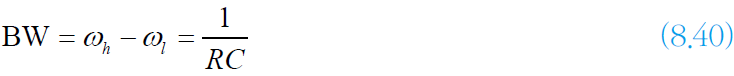 BW = ω_h − ω_l = 1/RC (8.40)